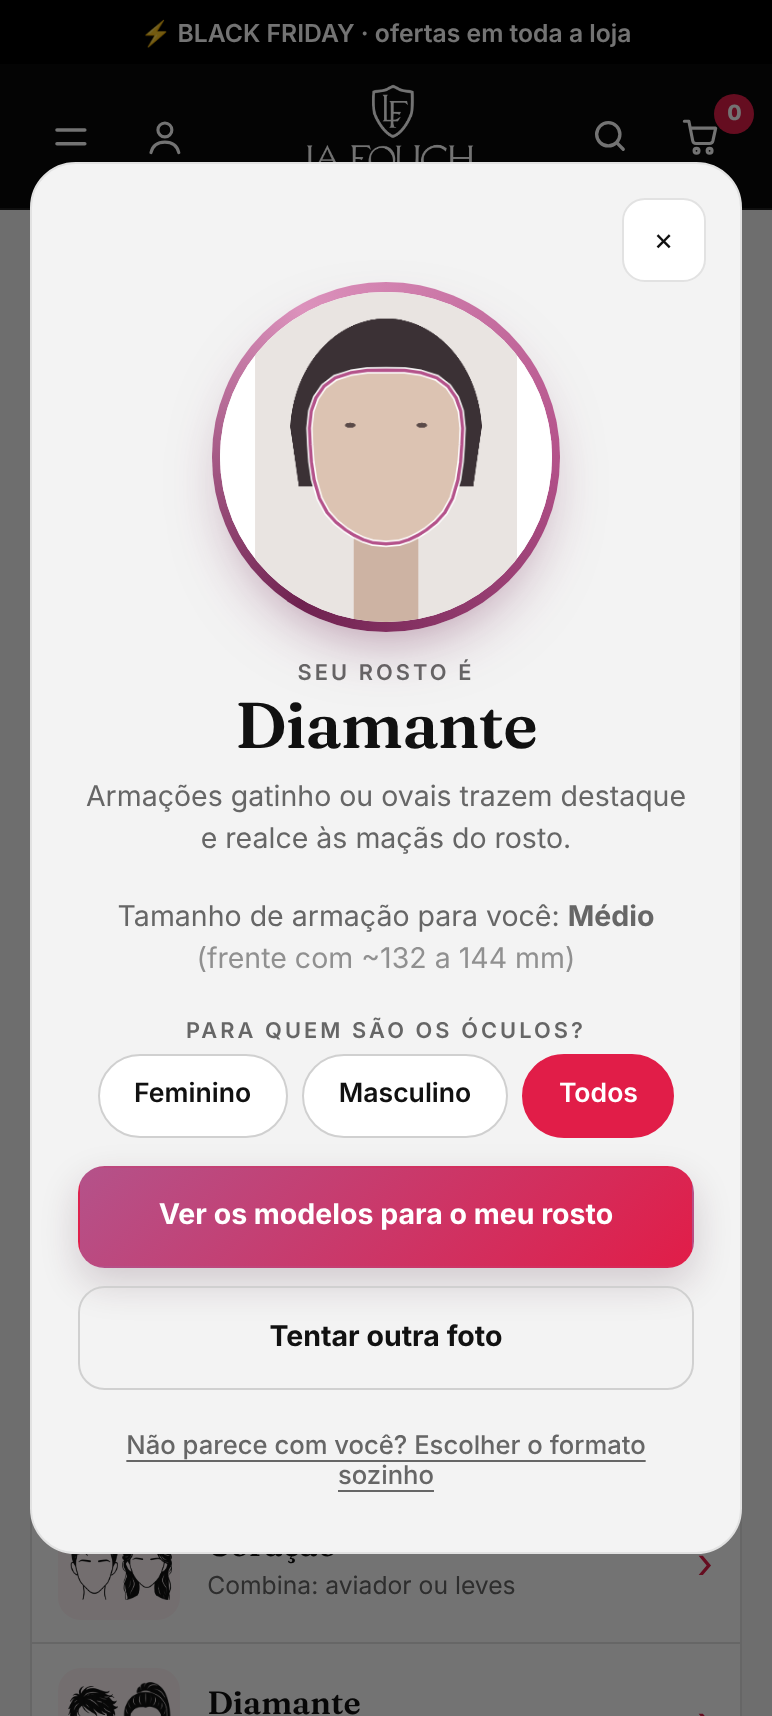 ⚡ BLACK FRIDAY · ofertas em toda a loja
LF
0
×
SEU ROSTO É
Diamante
Armações gatinho ou ovais trazem destaque
e realce às maçãs do rosto.
Tamanho de armação para você: Médio
(frente com ~132 a 144 mm)
PARA QUEM SÃO OS ÓCULOS?
Feminino
Masculino
Todos
Ver os modelos para o meu rosto
Tentar outra foto
Não parece com você? Escolher o formato
sozinho
Combina: aviador ou leves
Diamante